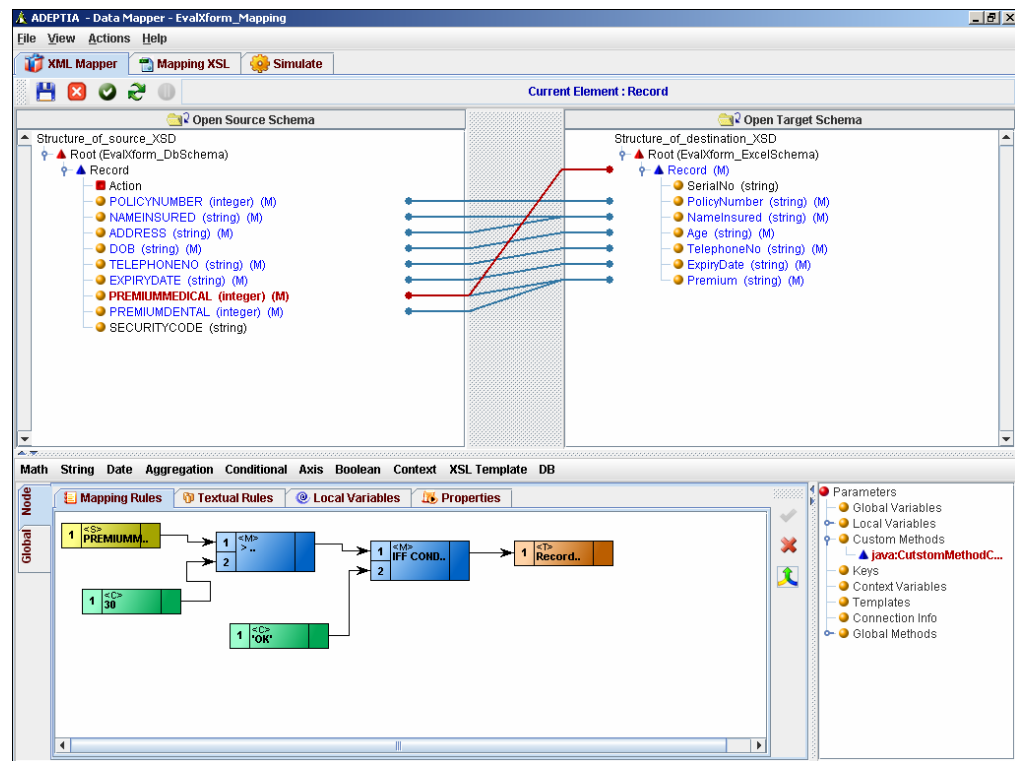 ADEPTIA - Data Mapper - EvalXform_Mapping
File View Actions Help
XML Mapper Mapping XSL Simulate
Current Element : Record
Open Source Schema
Structure_of_source_XSD
Root (EvalXform_DbSchema)
Record
Action
POLICYNUMBER (integer) (M)
NAMEINSURED (string) (M)
ADDRESS (string) (M)
DOB (string) (M)
TELEPHONENO (string) (M)
EXPIRYDATE (string) (M)
PREMIUMMEDICAL (integer) (M)
PREMIUMDENTAL (integer) (M)
SECURITYCODE (string)
Open Target Schema
Structure_of_destination_XSD
Root (EvalXform_ExcelSchema)
Record (M)
SerialNo (string)
PolicyNumber (string) (M)
NameInsured (string) (M)
Age (string) (M)
TelephoneNo (string) (M)
ExpiryDate (string) (M)
Premium (string) (M)
Math String Date Aggregation Conditional Axis Boolean Context XSL Template DB
Node
Global
Mapping Rules Textual Rules Local Variables Properties
1 <S> PREMIUMM..
1 <M> > ..
2
1 <C> 30
1 <M> IFF COND..
2
1 <C> 'OK'
1 <T> Record..
Parameters
Global Variables
Local Variables
Custom Methods
java:CutstomMethodC...
Keys
Context Variables
Templates
Connection Info
Global Methods